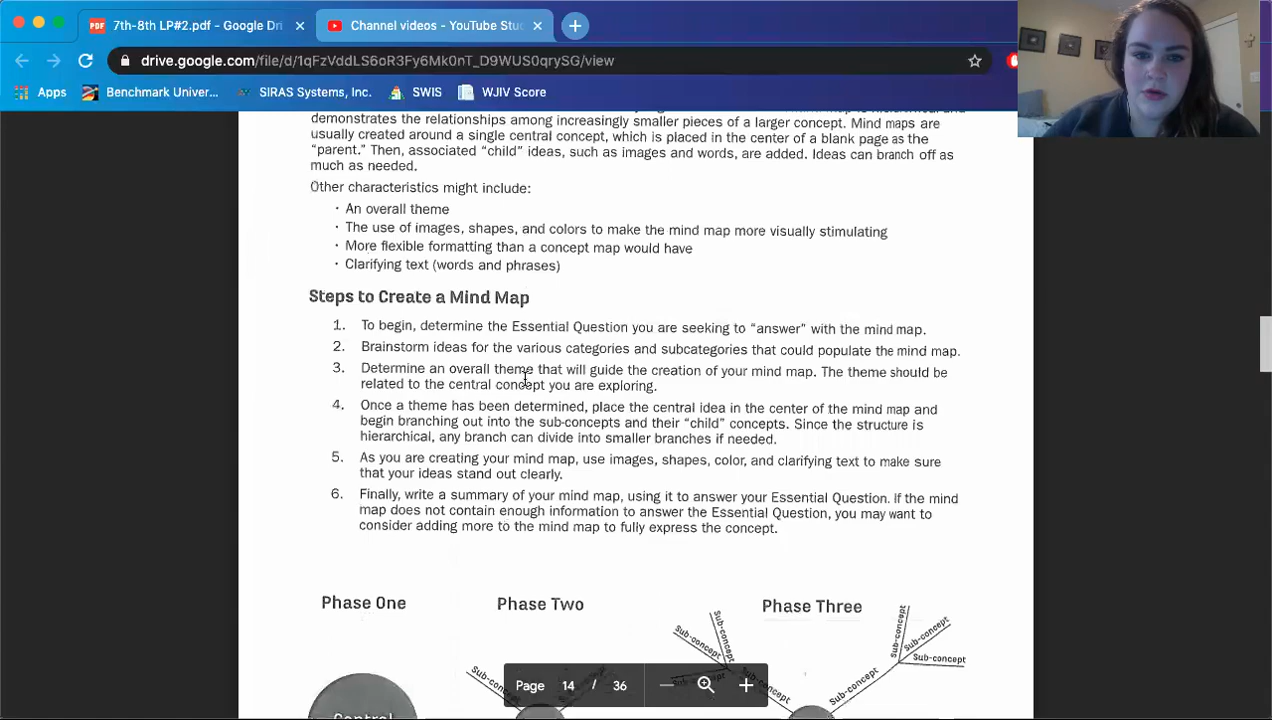 7th-8th LP#2.pdf - Google Dri
Channel videos - YouTube Stu
drive.google.com/file/d/1qFzVddLS6oR3Fy6Mk0nT_D9WUS0qrySG/view
Apps
Benchmark Univer...
SIRAS Systems, Inc.
SWIS
WJIV Score
demonstrates the relationships among increasingly smaller pieces of a larger concept. Mind maps are
usually created around a single central concept, which is placed in the center of a blank page as the
“parent.” Then, associated “child” ideas, such as images and words, are added. Ideas can branch off as
much as needed.
Other characteristics might include:
· An overall theme
· The use of images, shapes, and colors to make the mind map more visually stimulating
· More flexible formatting than a concept map would have
· Clarifying text (words and phrases)
Steps to Create a Mind Map
1. To begin, determine the Essential Question you are seeking to “answer” with the mind map.
2. Brainstorm ideas for the various categories and subcategories that could populate the mind map.
3. Determine an overall theme that will guide the creation of your mind map. The theme should be
related to the central concept you are exploring.
4. Once a theme has been determined, place the central idea in the center of the mind map and
begin branching out into the sub-concepts and their “child” concepts. Since the structure is
hierarchical, any branch can divide into smaller branches if needed.
5. As you are creating your mind map, use images, shapes, color, and clarifying text to make sure
that your ideas stand out clearly.
6. Finally, write a summary of your mind map, using it to answer your Essential Question. If the mind
map does not contain enough information to answer the Essential Question, you may want to
consider adding more to the mind map to fully express the concept.
Phase One
Phase Two
Phase Three
Sub-concept
Sub-concept
Sub-concept
Sub-concept
Sub-concept
Sub-concept
Sub-concept
Sub-concept
Sub-concept
Central
Page 14 / 36